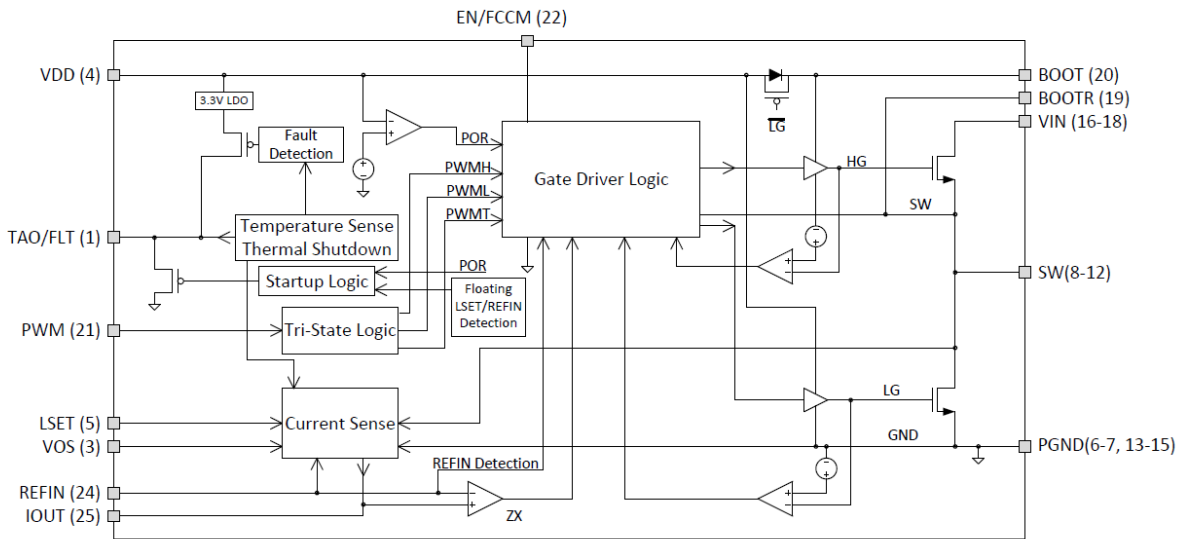 EN/FCCM (22)
VDD (4)
BOOT (20)
BOOTR (19)
VIN (16-18)
3.3V LDO
LG
Fault
Detection
POR
PWMH
PWML
PWMT
Gate Driver Logic
HG
SW
TAO/FLT (1)
Temperature Sense
Thermal Shutdown
POR
Startup Logic
Floating
LSET/REFIN
Detection
SW(8-12)
PWM (21)
Tri-State Logic
LSET (5)
VOS (3)
Current Sense
LG
GND
PGND(6-7, 13-15)
REFIN Detection
REFIN (24)
IOUT (25)
ZX